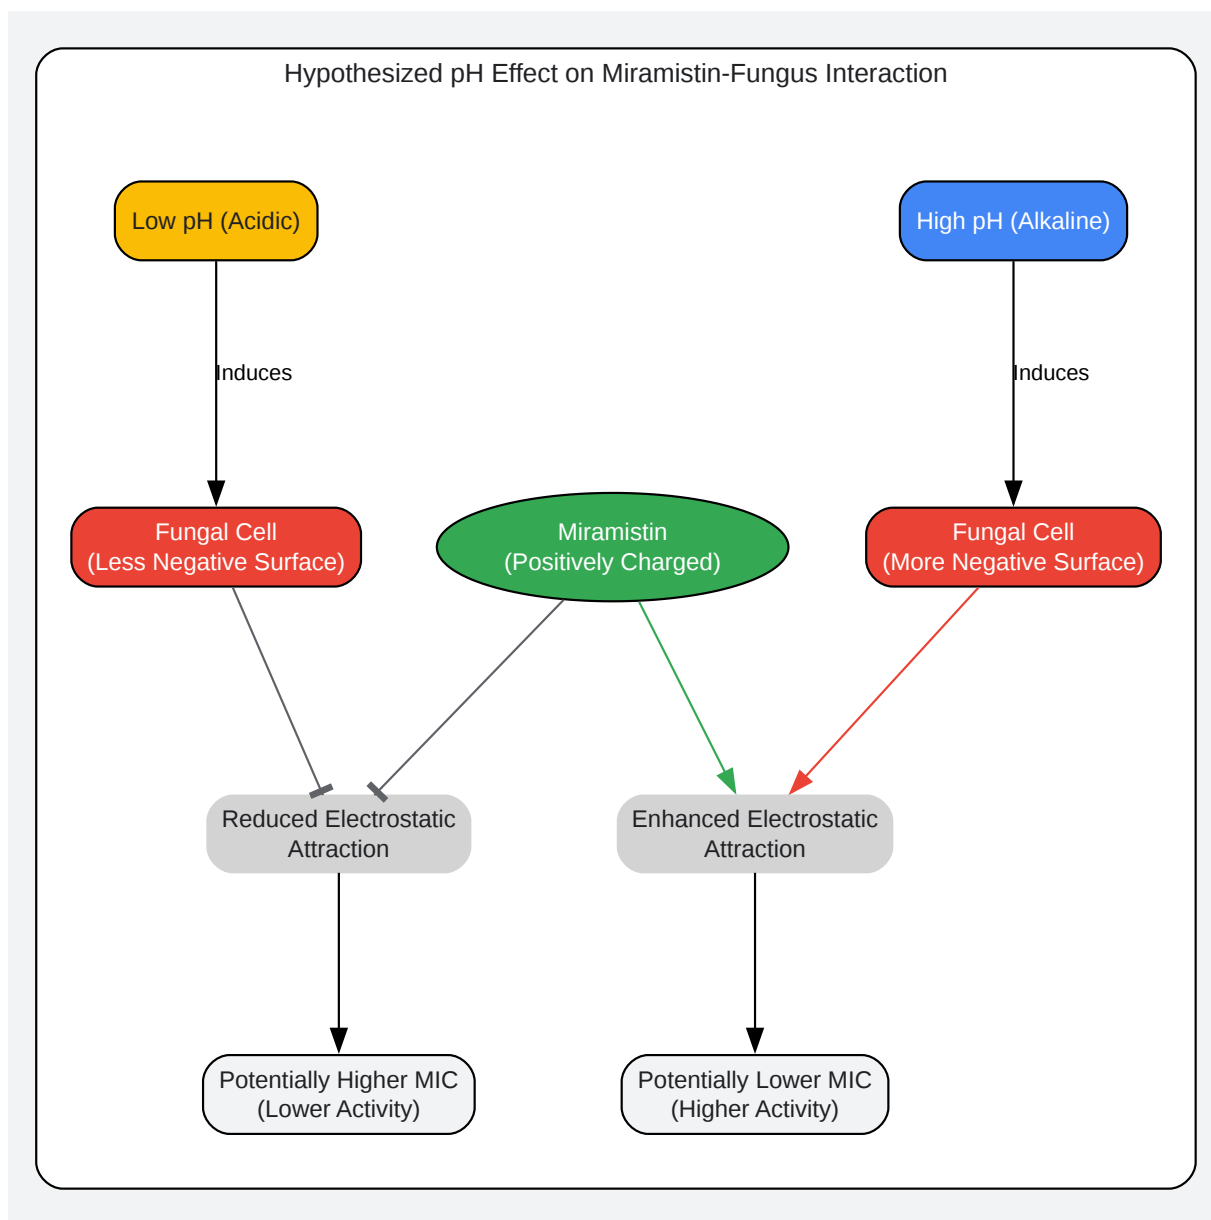 Hypothesized pH Effect on Miramistin-Fungus Interaction
Low pH (Acidic)
High pH (Alkaline)
Induces
Induces
Fungal Cell
(Less Negative Surface)
Miramistin
(Positively Charged)
Fungal Cell
(More Negative Surface)
Reduced Electrostatic
Attraction
Enhanced Electrostatic
Attraction
Potentially Higher MIC
(Lower Activity)
Potentially Lower MIC
(Higher Activity)